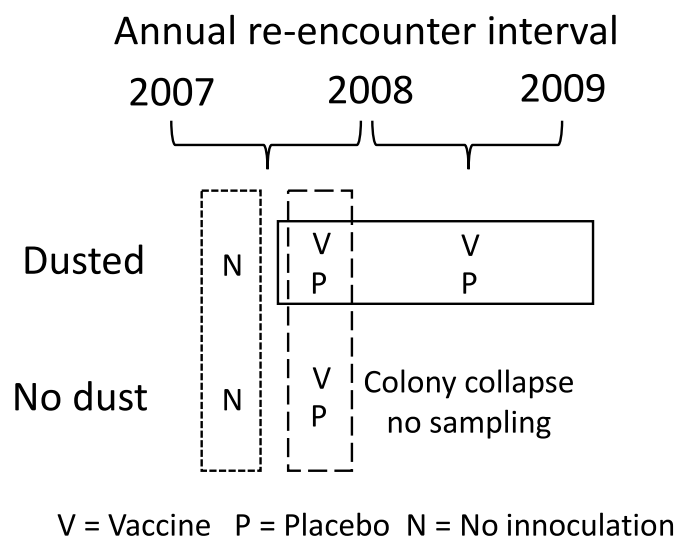 Annual re-encounter interval
2007 2008 2009
Dusted N V P V P
No dust N V P Colony collapse
no sampling
V = Vaccine P = Placebo N = No innoculation